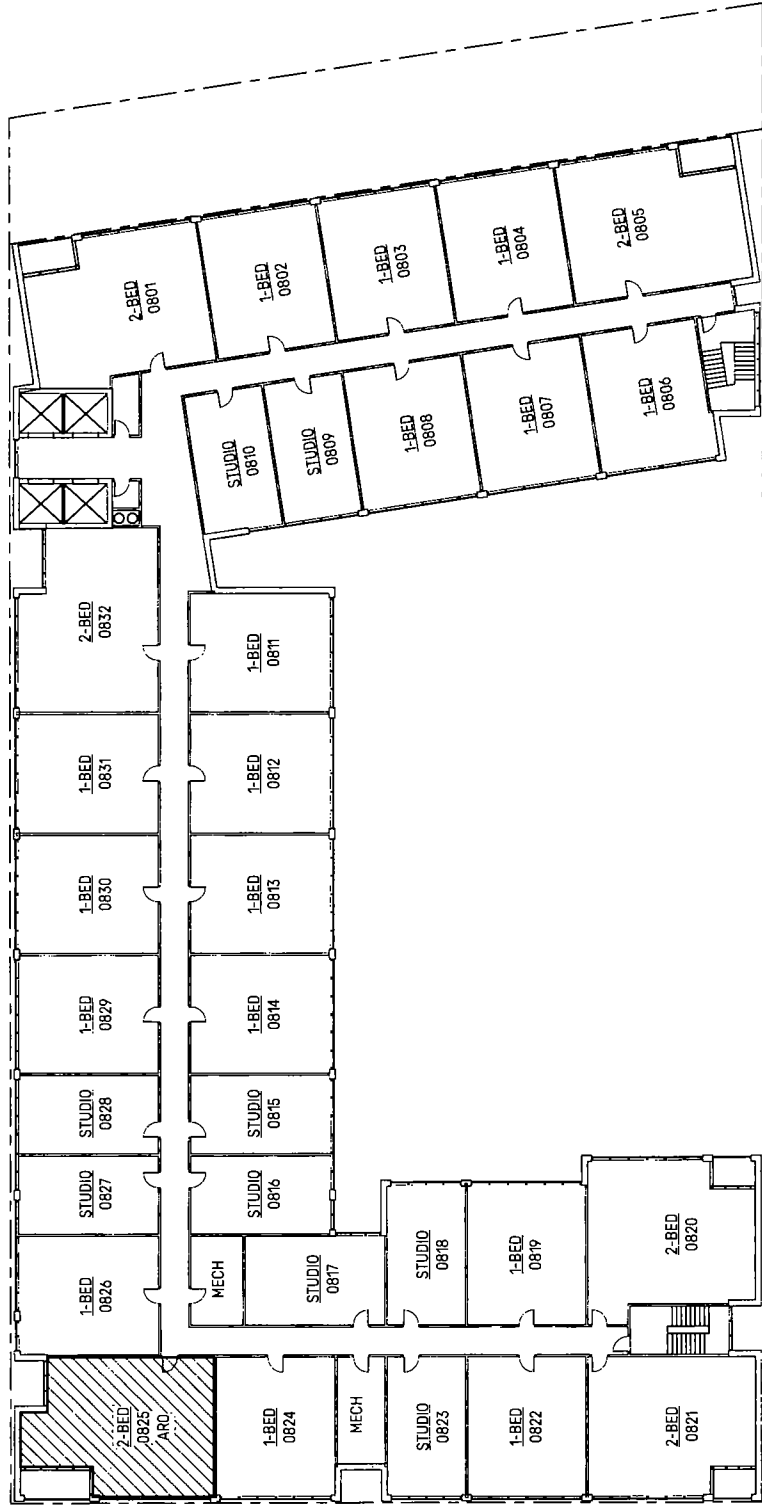 2-BED
0801
1-BED
0802
1-BED
0803
1-BED
0804
2-BED
0805
1-BED
0806
1-BED
0807
1-BED
0808
STUDIO
0809
STUDIO
0810
1-BED
0811
1-BED
0812
1-BED
0813
1-BED
0814
STUDIO
0815
STUDIO
0816
STUDIO
0817
STUDIO
0818
1-BED
0819
2-BED
0820
2-BED
0821
1-BED
0822
STUDIO
0823
MECH
1-BED
0824
2-BED
0825
ARO
1-BED
0826
MECH
STUDIO
0827
STUDIO
0828
1-BED
0829
1-BED
0830
1-BED
0831
2-BED
0832